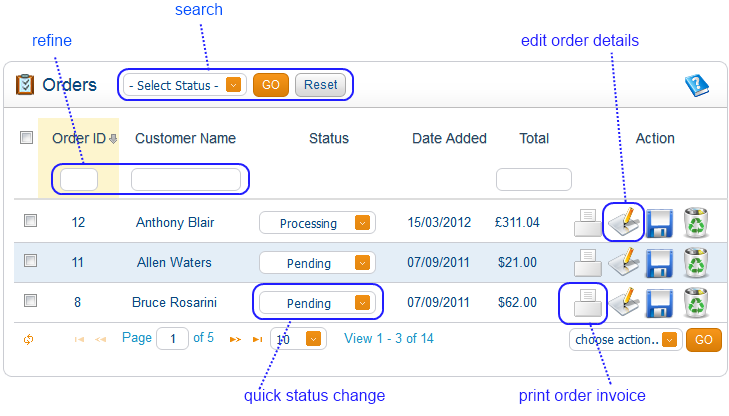 search
refine
edit order details
Orders - Select Status - GO Reset
Order ID Customer Name Status Date Added Total Action
12 Anthony Blair Processing 15/03/2012 £311.04
11 Allen Waters Pending 07/09/2011 $21.00
8 Bruce Rosarini Pending 07/09/2011 $62.00
Page 1 of 5 10 View 1 - 3 of 14 choose action.. GO
quick status change
print order invoice